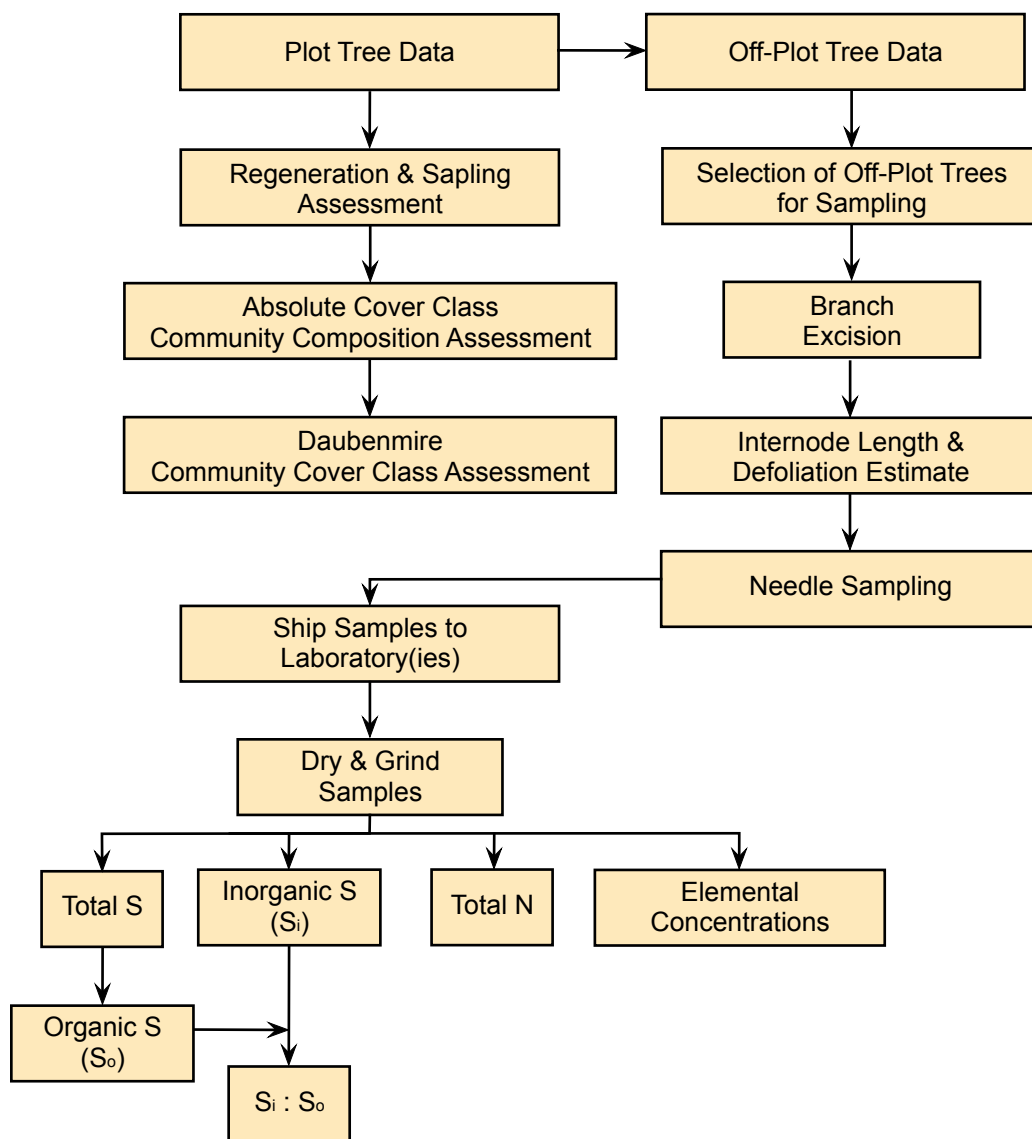 Plot Tree Data
Off-Plot Tree Data
Regeneration & Sapling
Assessment
Selection of Off-Plot Trees
for Sampling
Absolute Cover Class
Community Composition Assessment
Branch
Excision
Daubenmire
Community Cover Class Assessment
Internode Length &
Defoliation Estimate
Needle Sampling
Ship Samples to
Laboratory(ies)
Dry & Grind
Samples
Total S
Inorganic S
(Si)
Total N
Elemental
Concentrations
Organic S
(So)
Si : So